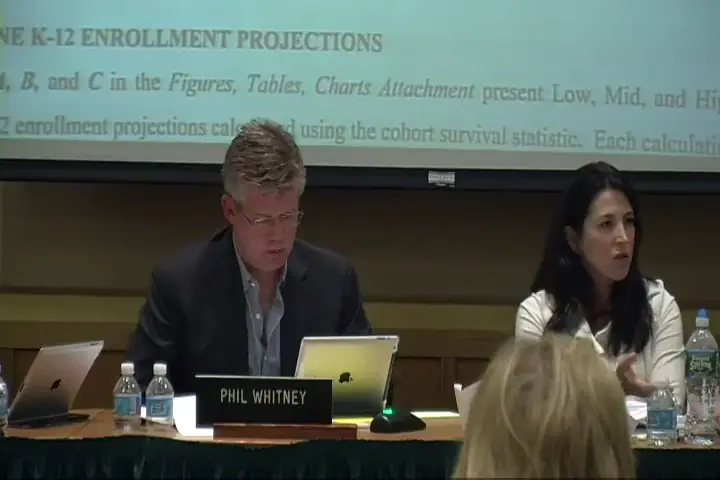 NE K-12 ENROLLMENT PROJECTIONS
A, B, and C in the Figures, Tables, Charts Attachment present Low, Mid, and Hi
2 enrollment projections calc d using the cohort survival statistic. Each calculati
PHIL WHITNEY
Spring